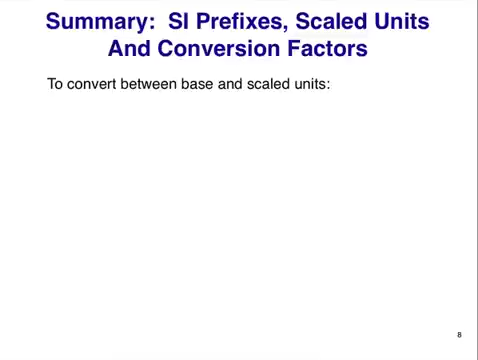 Summary: SI Prefixes, Scaled Units
And Conversion Factors
To convert between base and scaled units:
8